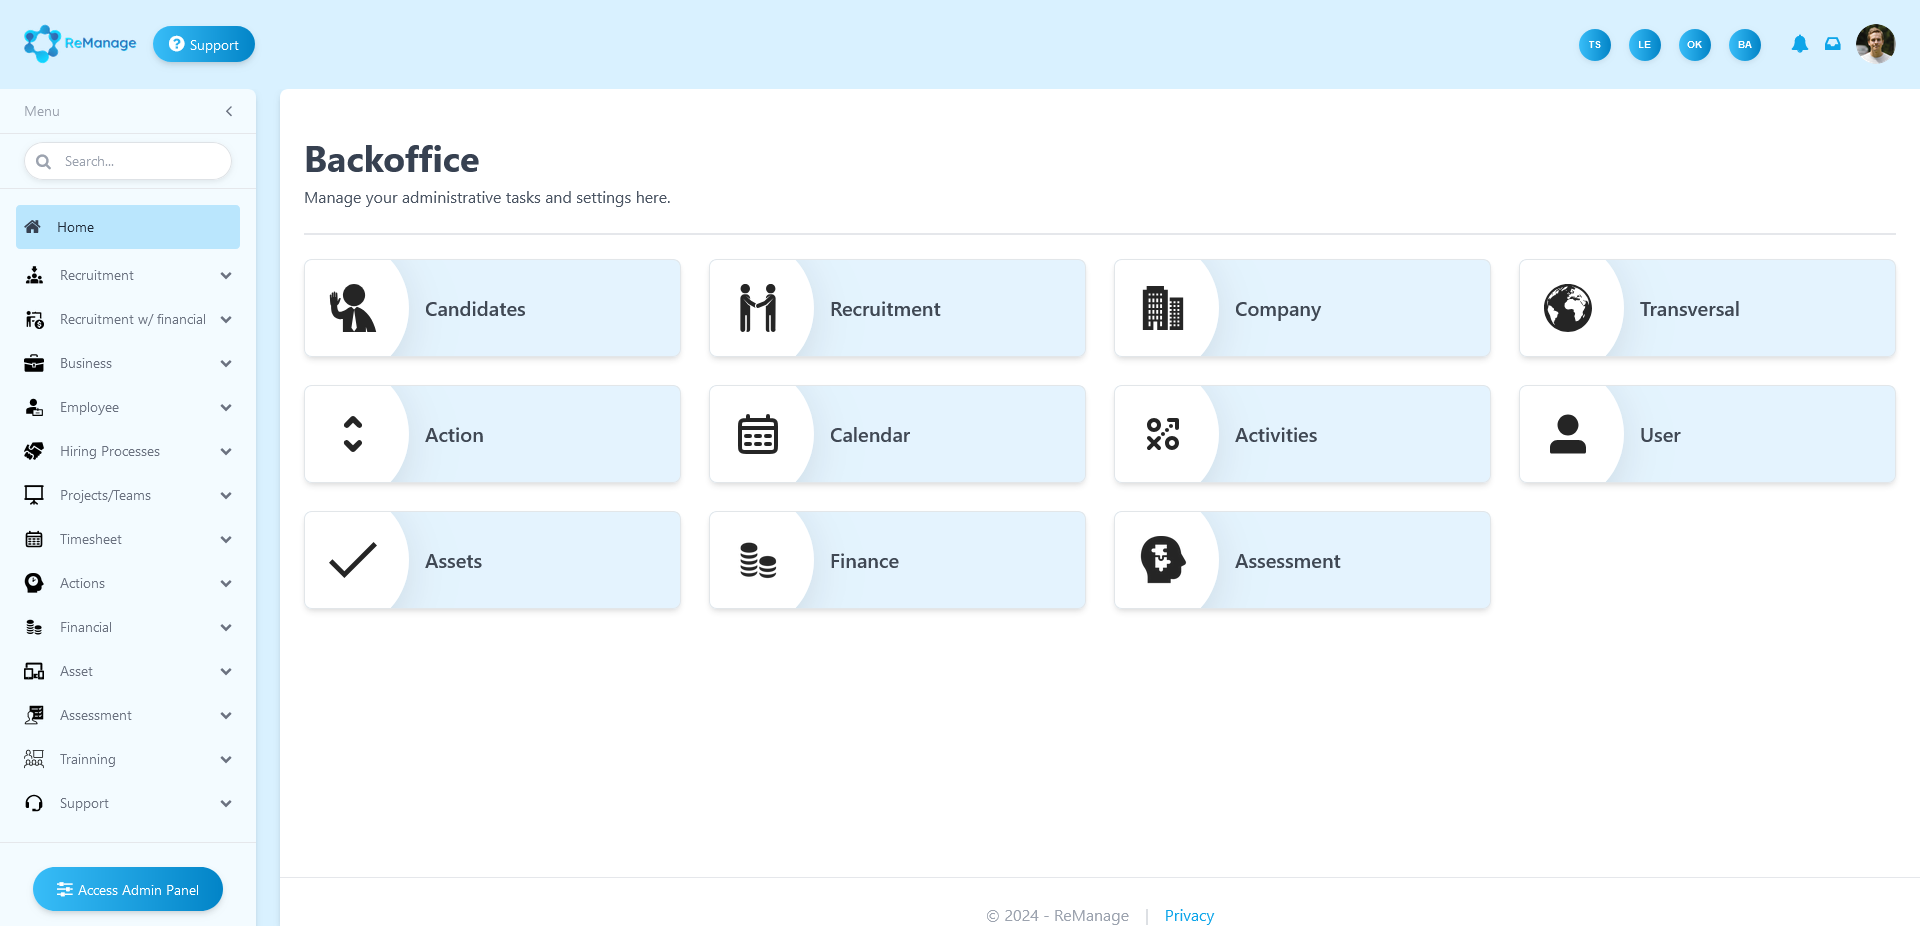 ReManage
Support
TS
LE
OK
BA
Menu
Search...
Home
Recruitment
Recruitment w/ financial
Business
Employee
Hiring Processes
Projects/Teams
Timesheet
Actions
Financial
Asset
Assessment
Trainning
Support
Access Admin Panel
Backoffice
Manage your administrative tasks and settings here.
Candidates
Recruitment
Company
Transversal
Action
Calendar
Activities
User
Assets
Finance
Assessment
© 2024 - ReManage | Privacy